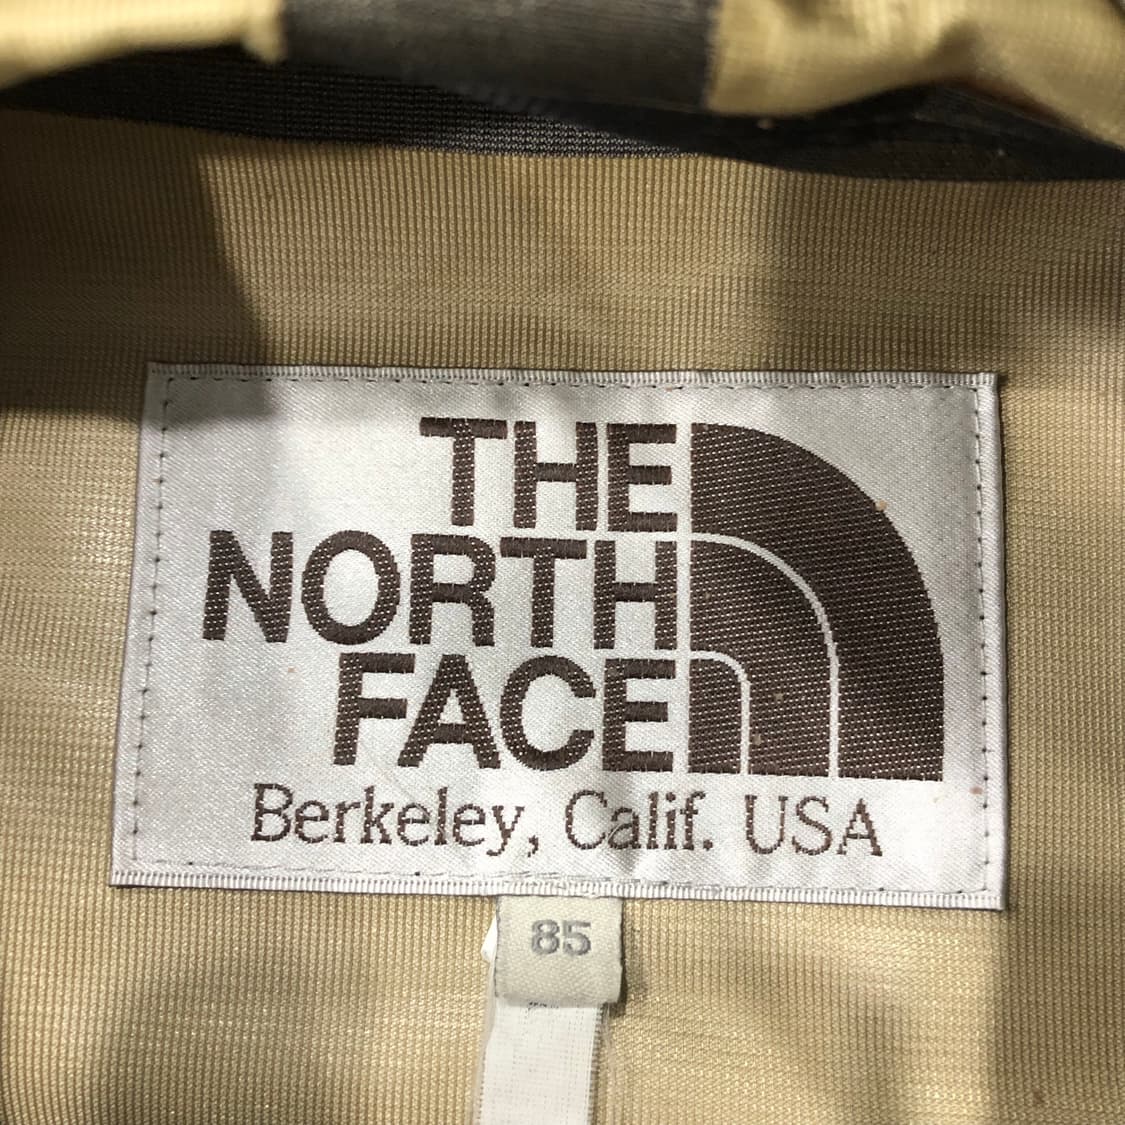 THE
NORTH
FACE
Berkeley, Calif. USA
85